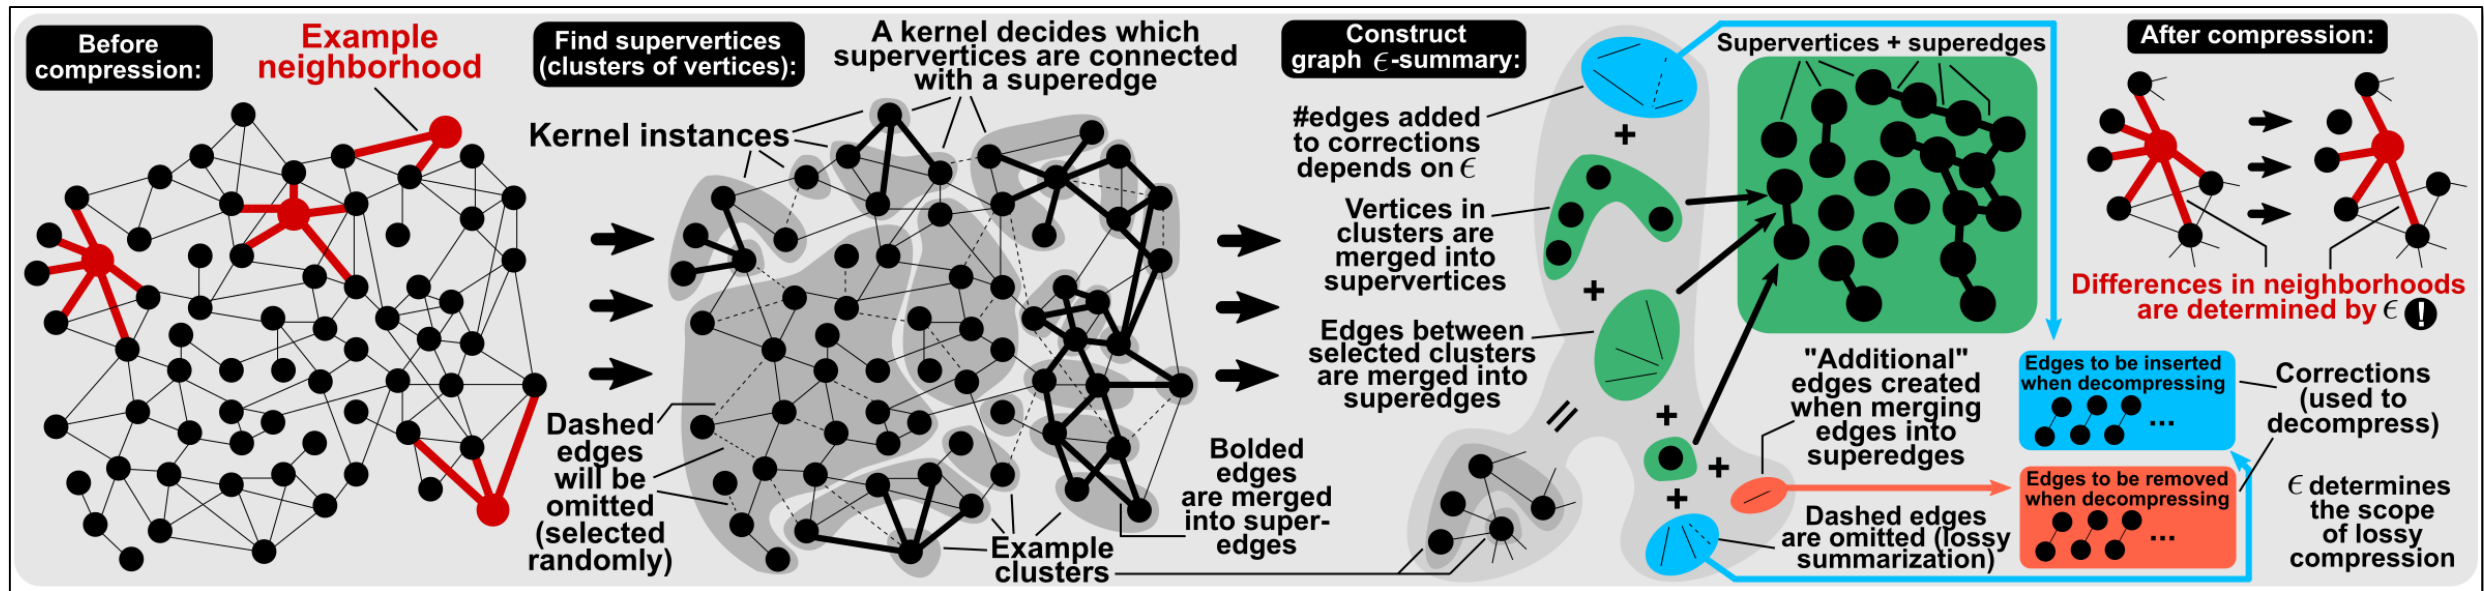 Before
compression:
Example
neighborhood
Find supervertices
(clusters of vertices):
A kernel decides which
supervertices are connected
with a superedge
Kernel instances
Dashed
edges
will be
omitted
(selected
randomly)
Example
clusters
Bolded
edges
are merged
into super-
edges
Construct
graph ϵ-summary:
#edges added
to corrections
depends on ϵ
Vertices in
clusters are
merged into
supervertices
Edges between
selected clusters
are merged into
superedges
+
+
=
+
+
+
Supervertices + superedges
"Additional"
edges created
when merging
edges into
superedges
Dashed edges
are omitted (lossy
summarization)
After compression:
Differences in neighborhoods
are determined by ϵ !
Edges to be inserted
when decompressing
...
Edges to be removed
when decompressing
...
Corrections
(used to
decompress)
ϵ determines
the scope
of lossy
compression